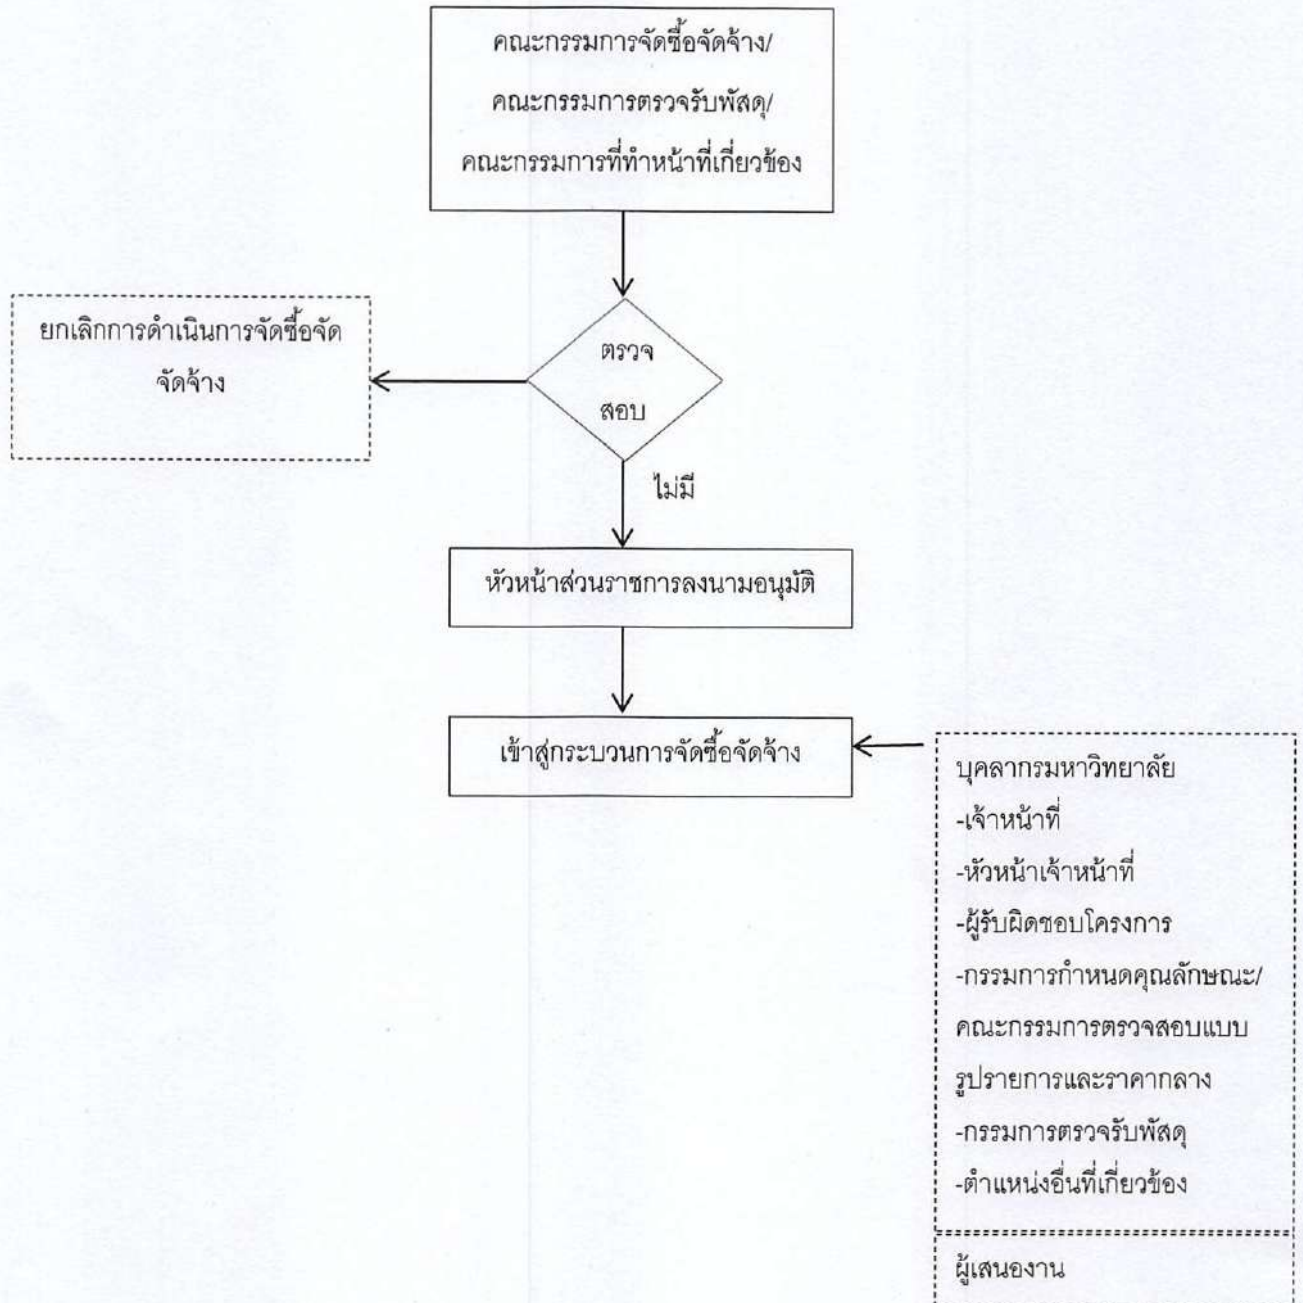 คณะกรรมการจัดซื้อจัดจ้าง/
คณะกรรมการตรวจรับพัสดุ/
คณะกรรมการที่ทำหน้าที่เกี่ยวข้อง
ยกเลิกการดำเนินการจัดซื้อจัด
จัดจ้าง
ตรวจ
สอบ
ไม่มี
หัวหน้าส่วนราชการลงนามอนุมัติ
เข้าสู่กระบวนการจัดซื้อจัดจ้าง
บุคลากรมหาวิทยาลัย
-เจ้าหน้าที่
-หัวหน้าเจ้าหน้าที่
-ผู้รับผิดชอบโครงการ
-กรรมการกำหนดคุณลักษณะ/
คณะกรรมการตรวจสอบแบบ
รูปรายการและราคากลาง
-กรรมการตรวจรับพัสดุ
-ตำแหน่งอื่นที่เกี่ยวข้อง
ผู้เสนองาน